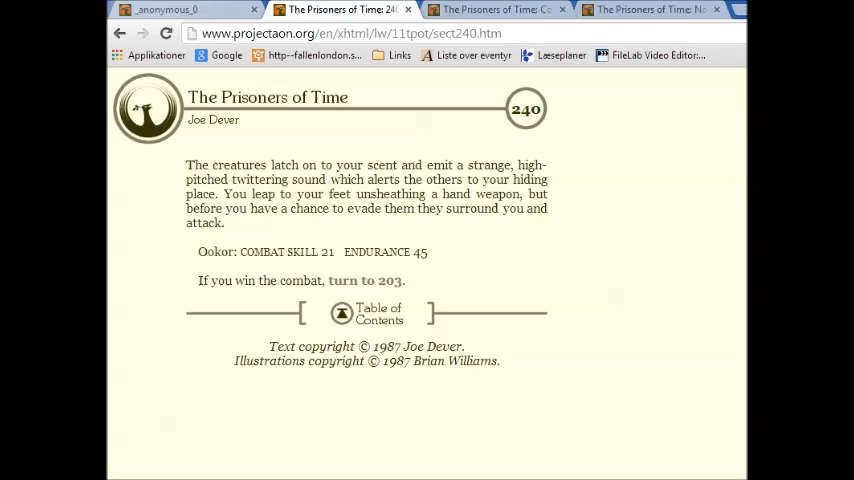 _anonymous_0
The Prisoners of Time: 240
The Prisoners of Time: Co
The Prisoners of Time: No
www.projectaon.org/en/xhtml/lw/11tpot/sect240.htm
Applikationer
Google
http--fallenlondon.s...
Links
Liste over eventyr
Læseplaner
FileLab Video Editor:...
The Prisoners of Time
240
Joe Dever
The creatures latch on to your scent and emit a strange, high-
pitched twittering sound which alerts the others to your hiding
place. You leap to your feet unsheathing a hand weapon, but
before you have a chance to evade them they surround you and
attack.
Ookor: COMBAT SKILL 21 ENDURANCE 45
If you win the combat, turn to 203.
Table of
Contents
Text copyright © 1987 Joe Dever.
Illustrations copyright © 1987 Brian Williams.